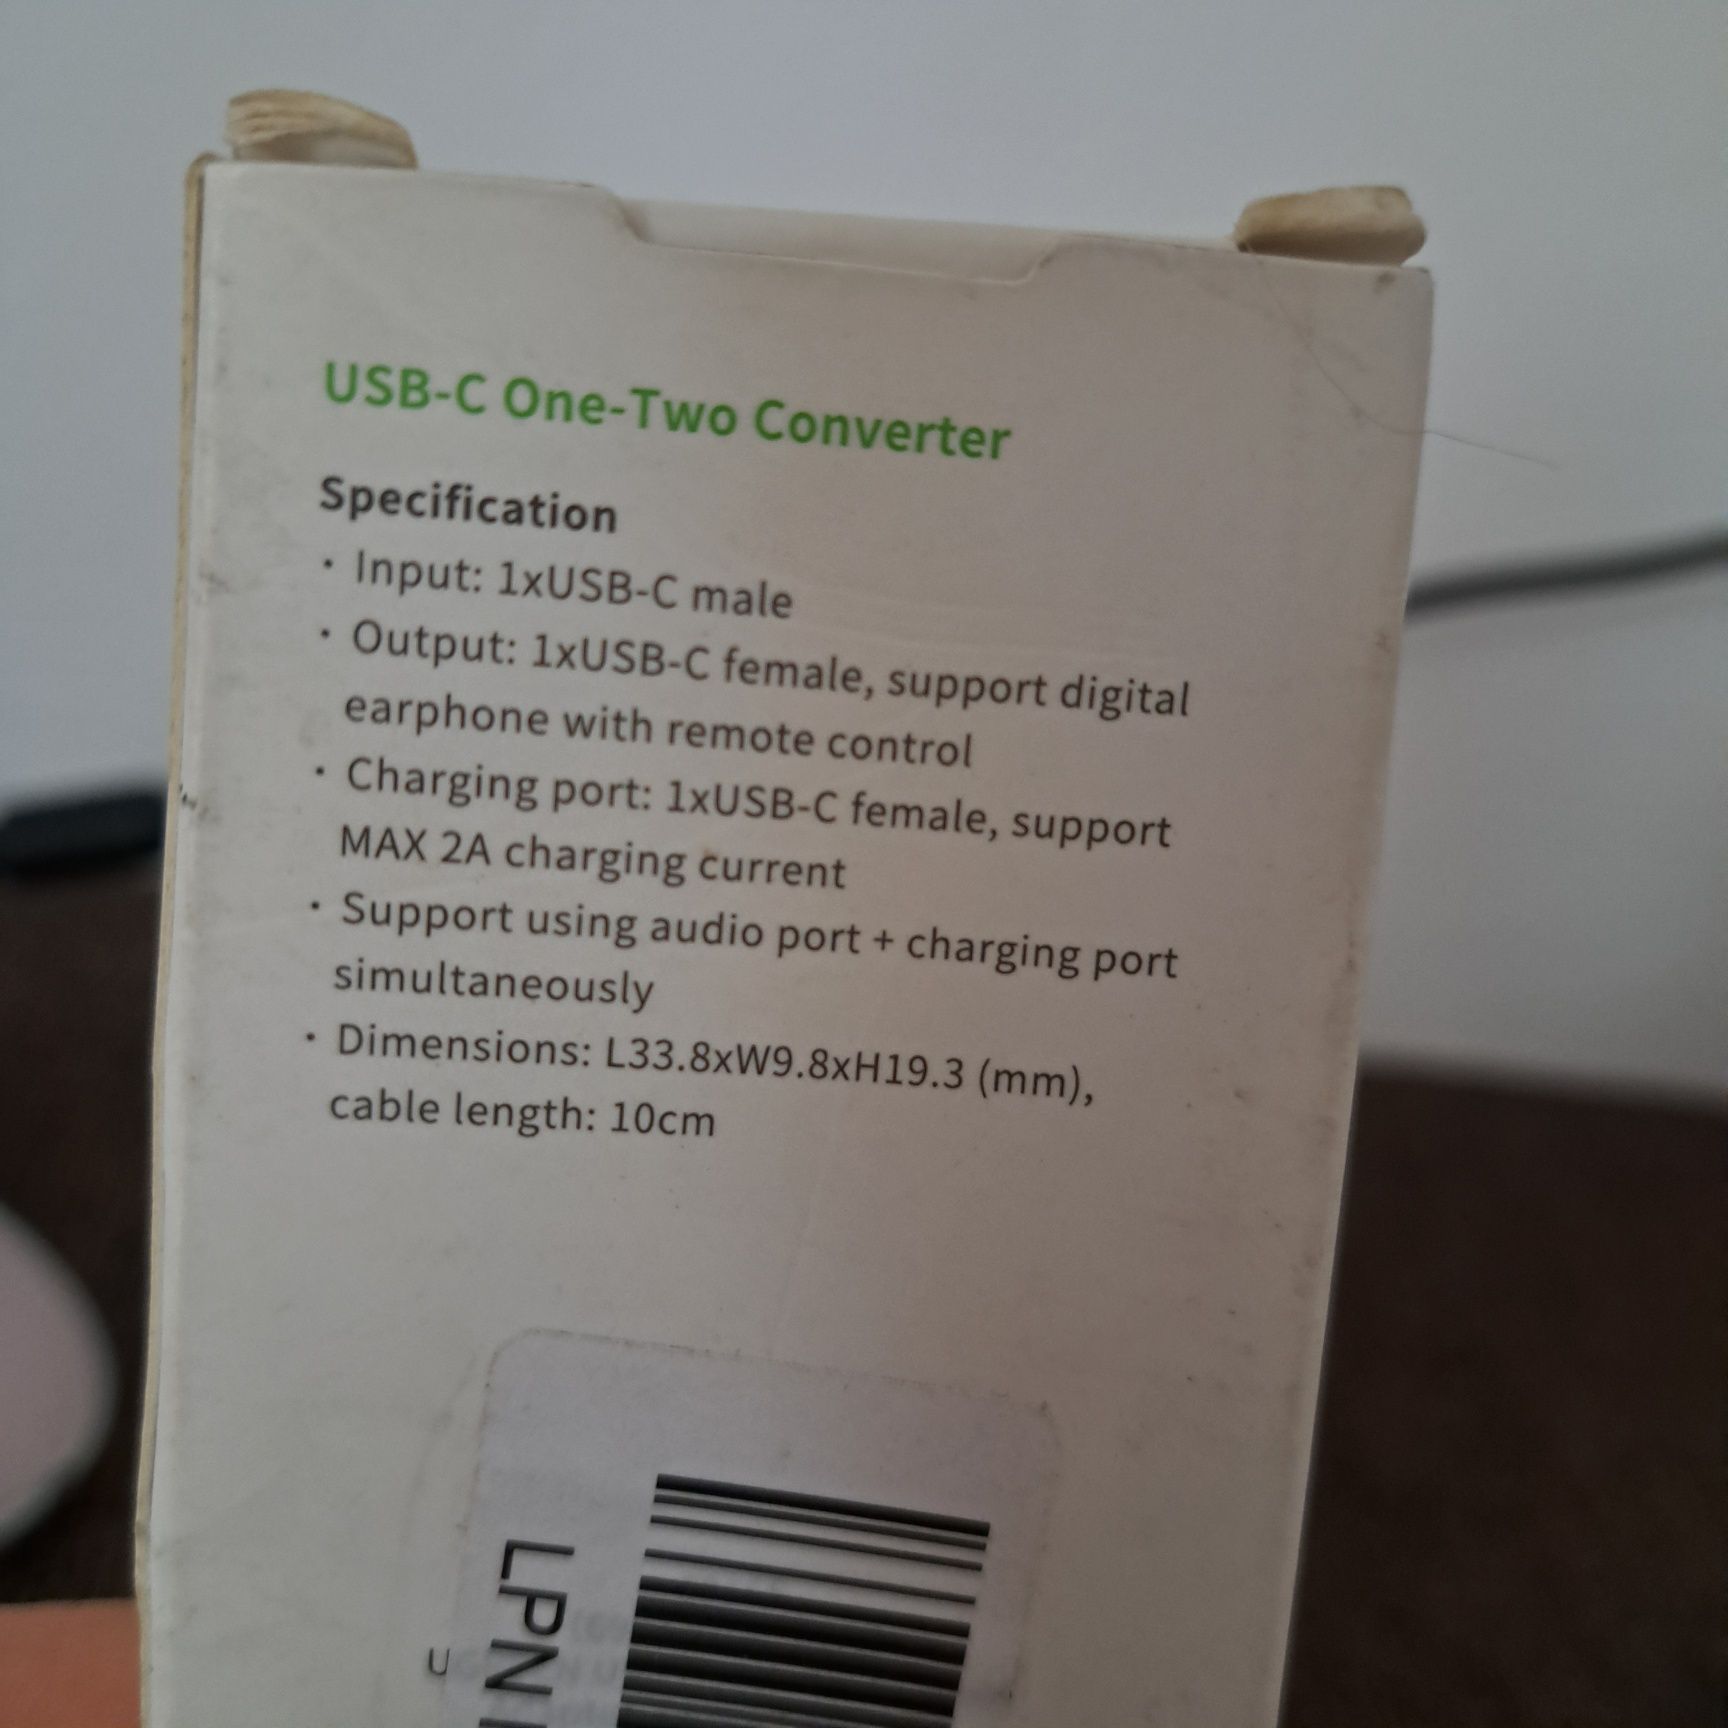 USB-C One-Two Converter
Specification
· Input: 1xUSB-C male
· Output: 1xUSB-C female, support digital
earphone with remote control
· Charging port: 1xUSB-C female, support
MAX 2A charging current
· Support using audio port + charging port
simultaneously
· Dimensions: L33.8xW9.8xH19.3 (mm),
cable length: 10cm
LPN
U